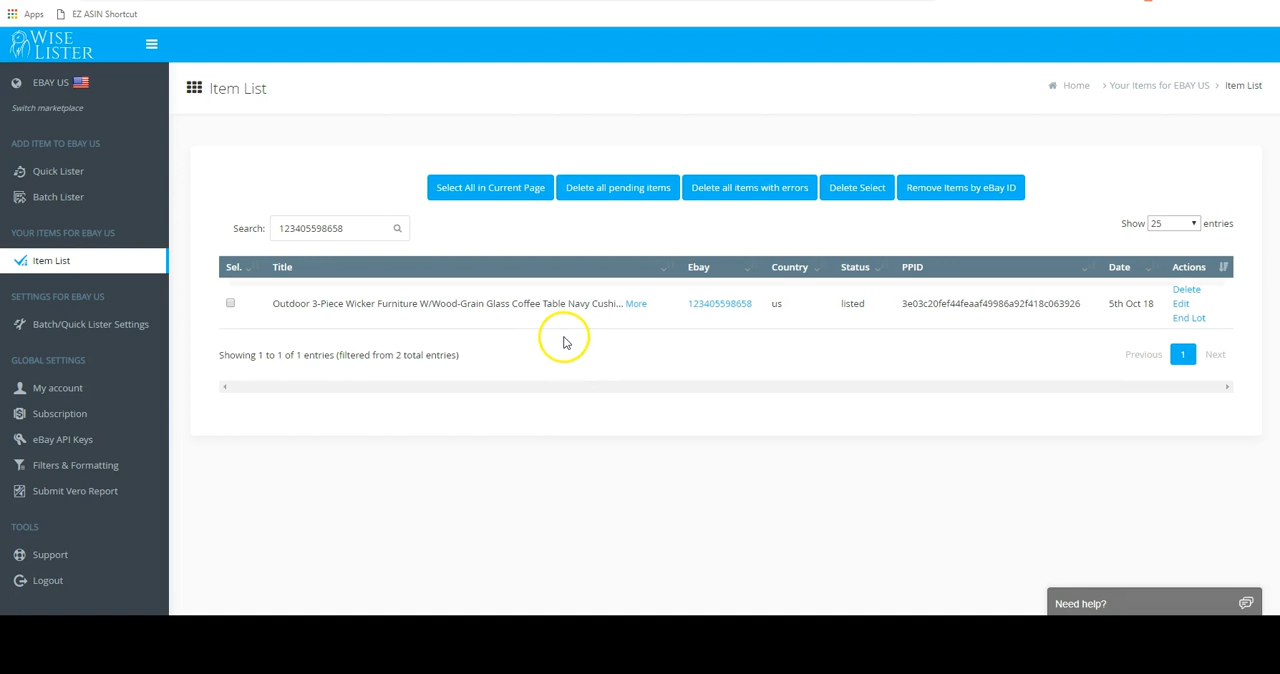 Apps EZ ASIN Shortcut
WISE LISTER
EBAY US
Switch marketplace
ADD ITEM TO EBAY US
Quick Lister
Batch Lister
YOUR ITEMS FOR EBAY US
Item List
SETTINGS FOR EBAY US
Batch/Quick Lister Settings
GLOBAL SETTINGS
My account
Subscription
eBay API Keys
Filters & Formatting
Submit Vero Report
TOOLS
Support
Logout
Item List
Home > Your Items for EBAY US > Item List
Select All in Current Page Delete all pending items Delete all items with errors Delete Select Remove Items by eBay ID
Search: 123405598658 Show 25 entries
Sel. Title Ebay Country Status PPID Date Actions
Outdoor 3-Piece Wicker Furniture W/Wood-Grain Glass Coffee Table Navy Cushi... More 123405598658 us listed 3e03c20fef44feaaf49986a92f418c063926 5th Oct 18 Delete
Edit
End Lot
Showing 1 to 1 of 1 entries (filtered from 2 total entries) Previous 1 Next
Need help?